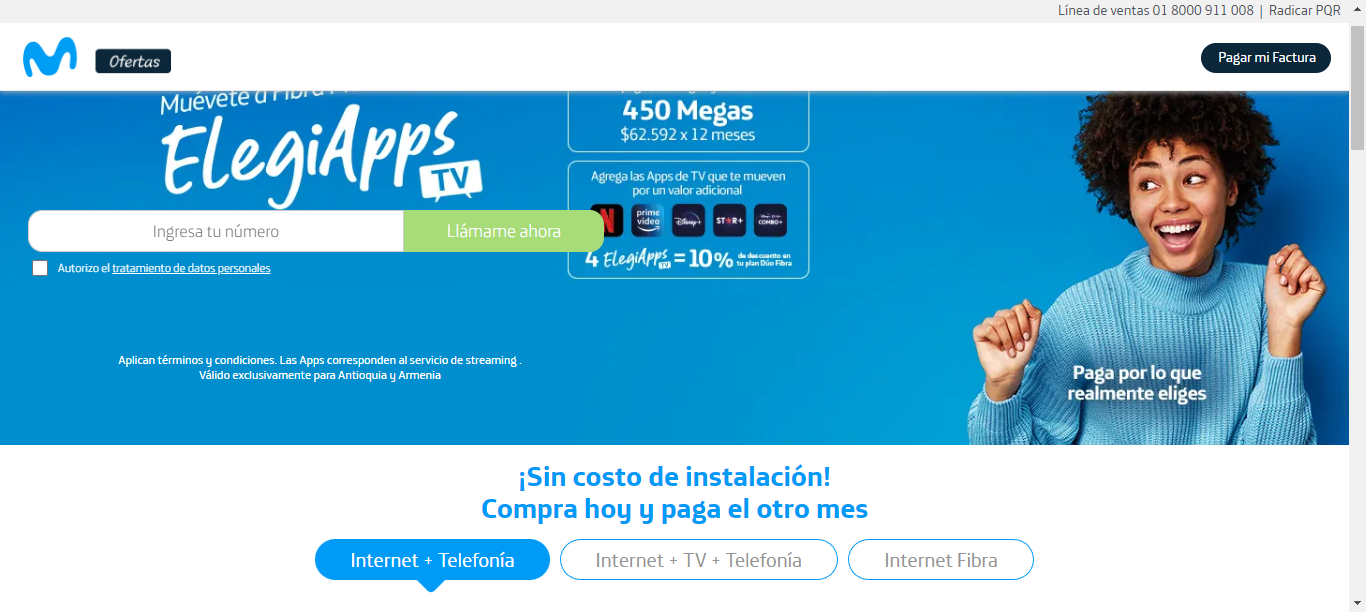 Línea de ventas 01 8000 911 008 | Radicar PQR
Ofertas
Pagar mi Factura
Muévete a Fibra
ElegiApps
TV
450 Megas
$62.592 x 12 meses
Agrega las Apps de TV que te mueven
por un valor adicional
N
prime video
Disney+
STAR+
COMBO+
4 ElegiApps TV = 10% de descuento en
tu plan Dúo Fibra
Ingresa tu número
Llámame ahora
Autorizo el tratamiento de datos personales
Aplican términos y condiciones. Las Apps corresponden al servicio de streaming .
Válido exclusivamente para Antioquia y Armenia
Paga por lo que
realmente eliges
¡Sin costo de instalación!
Compra hoy y paga el otro mes
Internet + Telefonía
Internet + TV + Telefonía
Internet Fibra